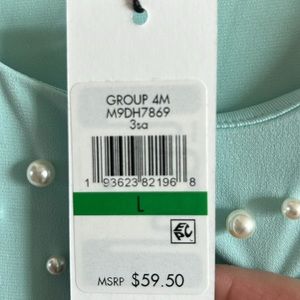 GROUP 4M
M9DH7869
3sa
1 93623 82196 8
L
MSRP $59.50